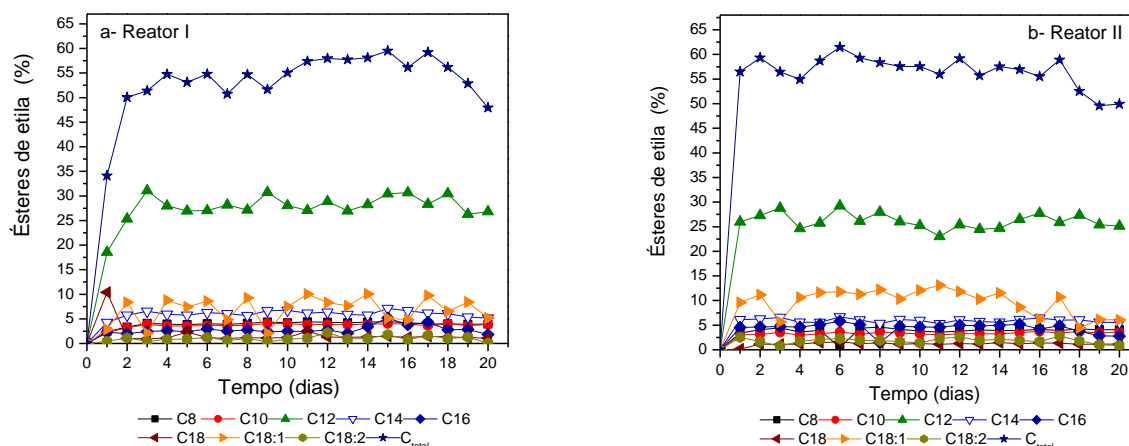 a- Reator I
Ésteres de etila (%)
65
60
55
50
45
40
35
30
25
20
15
10
5
0
0 2 4 6 8 10 12 14 16 18 20
Tempo (dias)
C8 C10 C12 C14 C16
C18 C18:1 C18:2 C total
b- Reator II
Ésteres de etila (%)
65
60
55
50
45
40
35
30
25
20
15
10
5
0
0 2 4 6 8 10 12 14 16 18 20
Tempo (dias)
C8 C10 C12 C14 C16
C18 C18:1 C18:2 C total